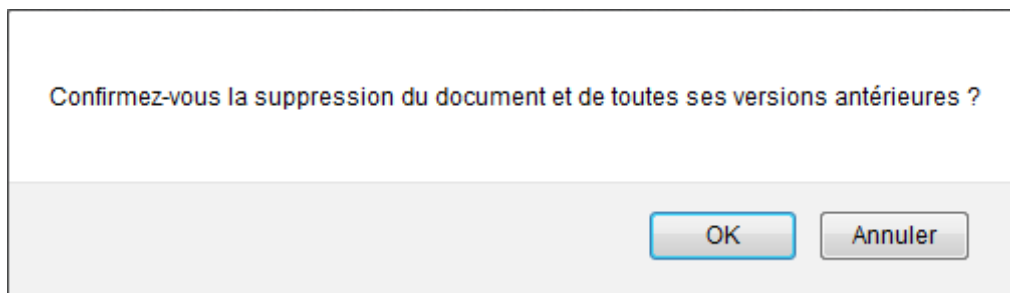 Confirmez-vous la suppression du document et de toutes ses versions antérieures ?
OK
Annuler